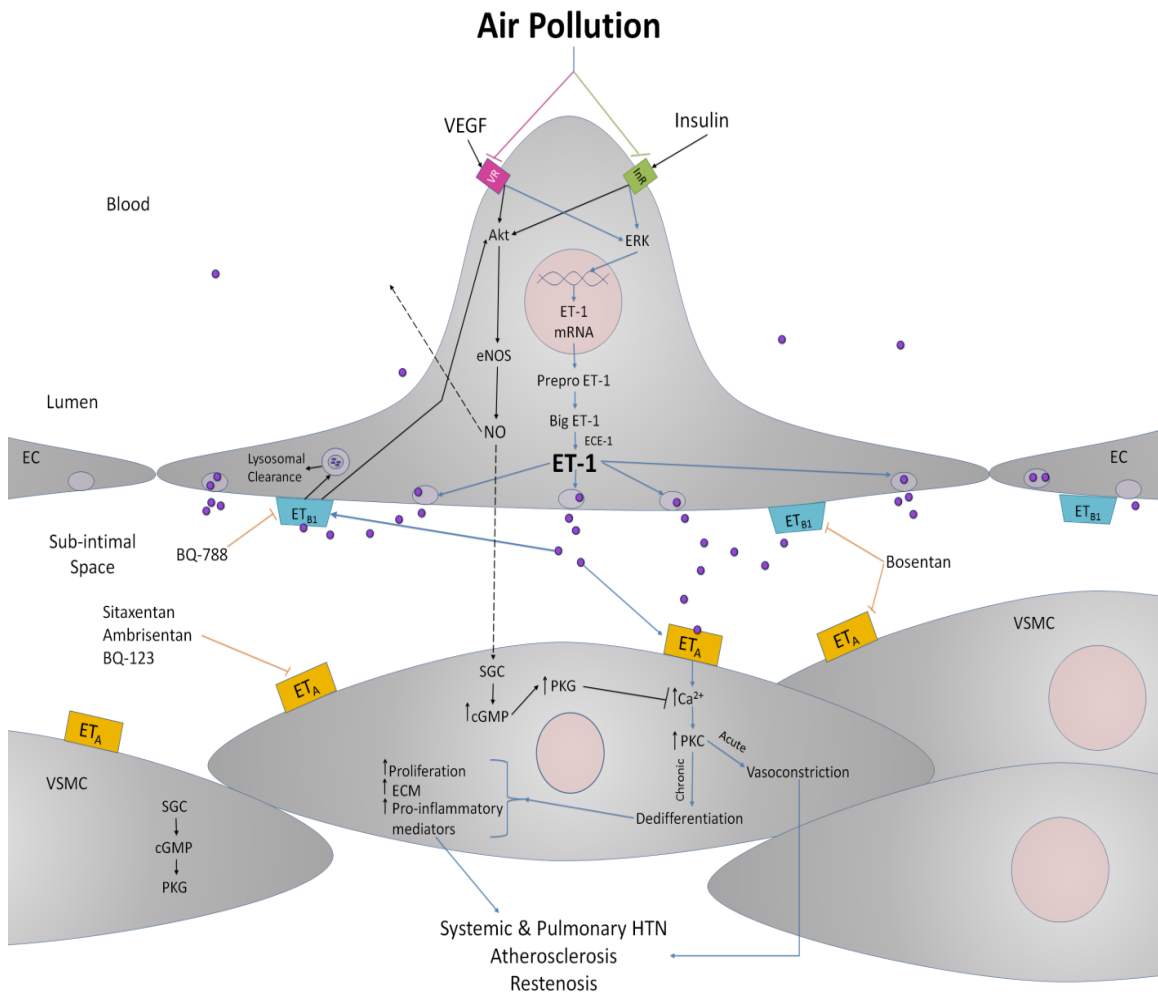 Air Pollution
VEGF
Insulin
VR
InR
Blood
Akt
ERK
ET-1
mRNA
eNOS
Prepro ET-1
Lumen
Big ET-1
NO
ECE-1
EC
Lysosomal
Clearance
ET-1
EC
ETB1
ETB1
ETB1
Sub-intimal
Space
BQ-788
Bosentan
Sitaxentan
Ambrisentan
BQ-123
ETA
ETA
VSMC
SGC
ETA
↑PKG
↑Ca2+
↑cGMP
ETA
↑PKC
Acute
VSMC
↑Proliferation
↑ECM
↑Pro-inflammatory
mediators
Chronic
Vasoconstriction
SGC
Dedifferentiation
cGMP
PKG
Systemic & Pulmonary HTN
Atherosclerosis
Restenosis